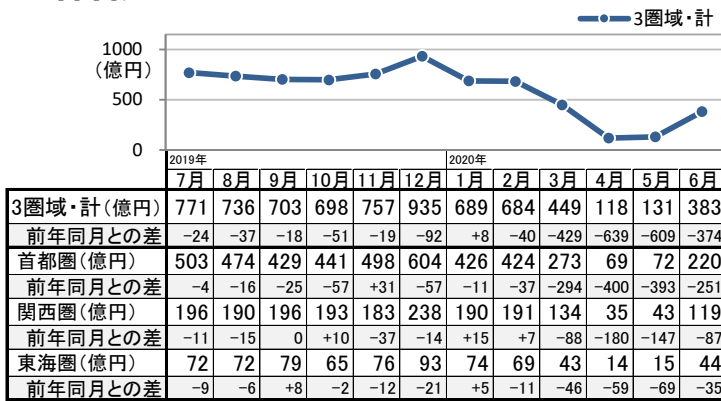 3圏域・計
1000
(億円)
500
0
2019年 2020年
7月 8月 9月 10月 11月 12月 1月 2月 3月 4月 5月 6月
3圏域・計(億円) 771 736 703 698 757 935 689 684 449 118 131 383
前年同月との差 -24 -37 -18 -51 -19 -92 +8 -40 -429 -639 -609 -374
首都圏(億円) 503 474 429 441 498 604 426 424 273 69 72 220
前年同月との差 -4 -16 -25 -57 +31 -57 -11 -37 -294 -400 -393 -251
関西圏(億円) 196 190 196 193 183 238 190 191 134 35 43 119
前年同月との差 -11 -15 0 +10 -37 -14 +15 +7 -88 -180 -147 -87
東海圏(億円) 72 72 79 65 76 93 74 69 43 14 15 44
前年同月との差 -9 -6 +8 -2 -12 -21 +5 -11 -46 -59 -69 -35